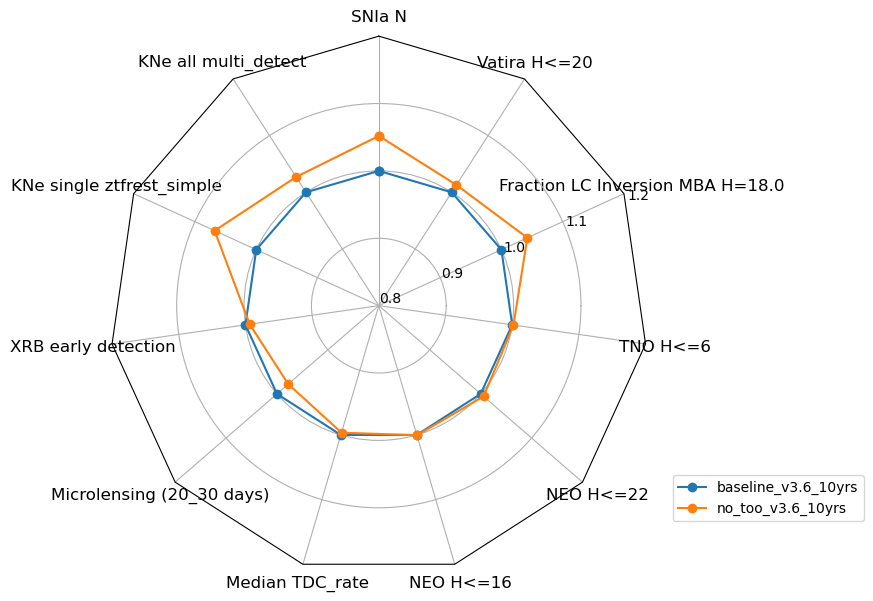 SNIa N
KNe all multi_detect
Vatira H<=20
KNe single ztfrest_simple
Fraction LC Inversion MBA H=18.0
1.2
1.1
1.0
0.9
0.8
XRB early detection
TNO H<=6
Microlensing (20_30 days)
NEO H<=22
Median TDC_rate
NEO H<=16
baseline_v3.6_10yrs
no_too_v3.6_10yrs